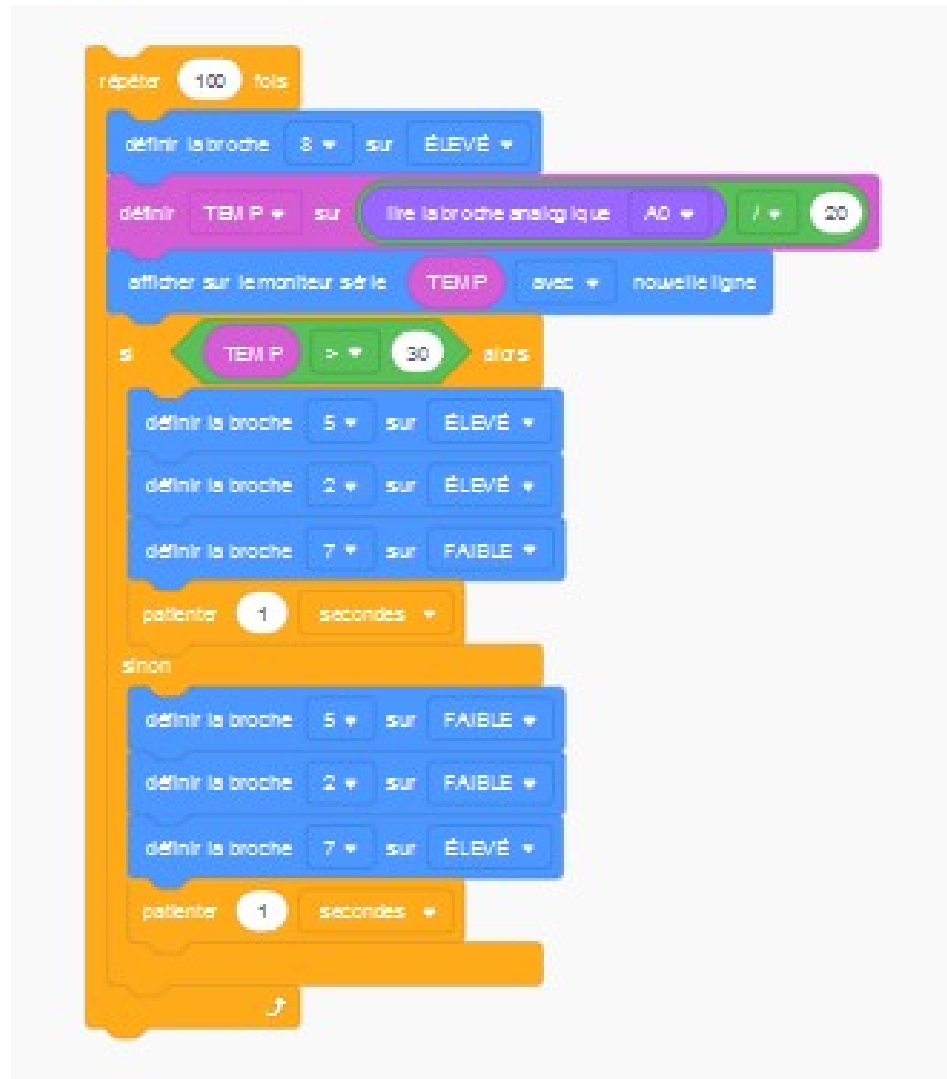 répéter 100 fois
définir la broche 8 sur ÉLEVÉ
définir TEMP sur lire la broche analogique A0 / 20
afficher sur le moniteur série TEMP avec nouvelle ligne
si TEMP > 30 alors
définir la broche 5 sur ÉLEVÉ
définir la broche 2 sur ÉLEVÉ
définir la broche 7 sur FAIBLE
patienter 1 secondes
sinon
définir la broche 5 sur FAIBLE
définir la broche 2 sur FAIBLE
définir la broche 7 sur ÉLEVÉ
patienter 1 secondes